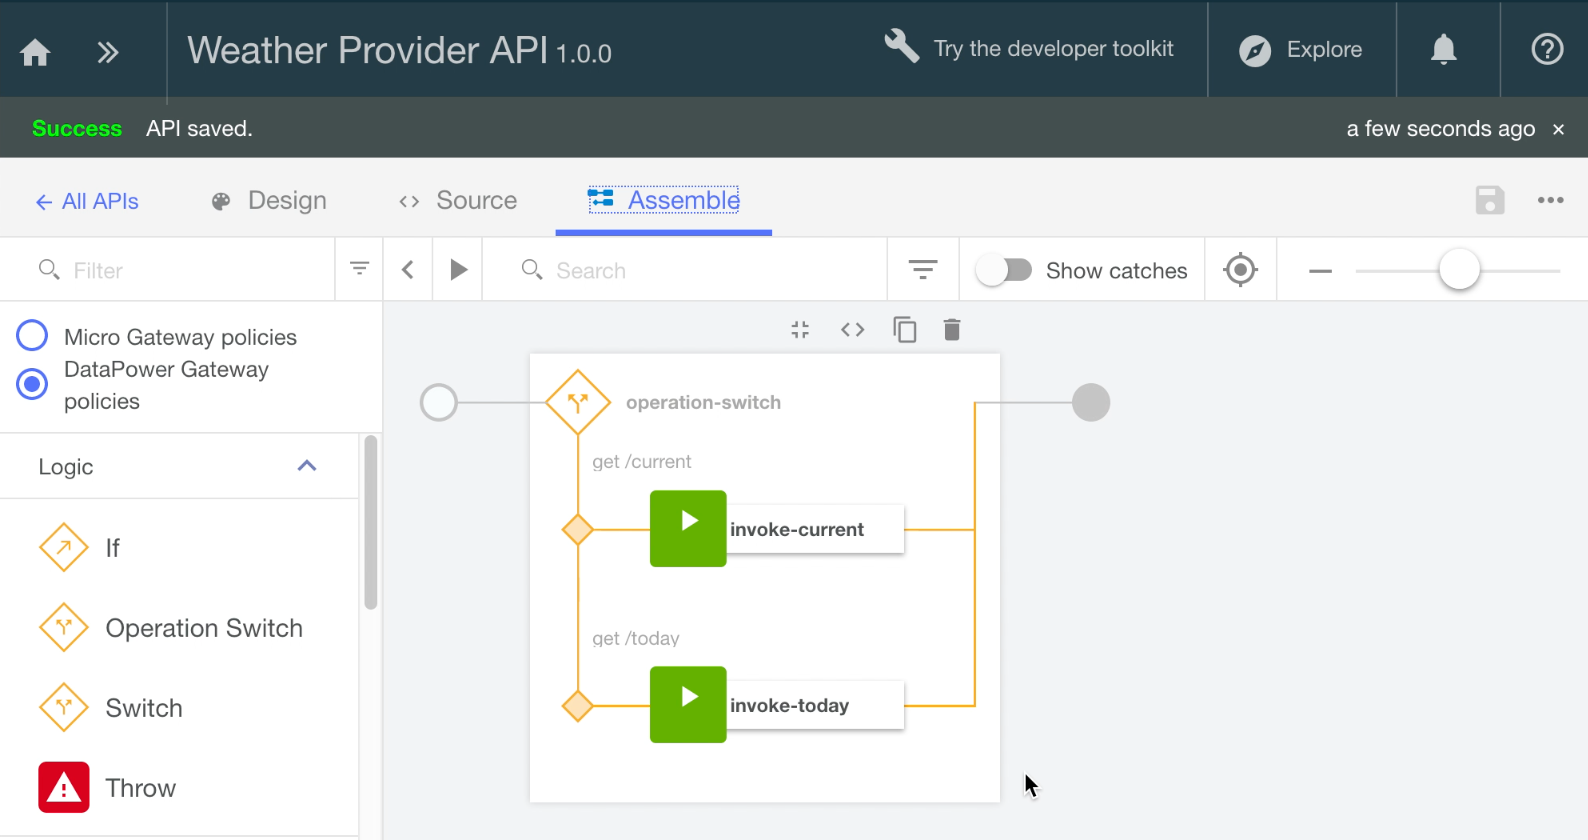 Weather Provider API 1.0.0
Try the developer toolkit
Explore
Success API saved.
a few seconds ago ×
← All APIs
Design
<> Source
Assemble
Filter
Search
Show catches
Micro Gateway policies
DataPower Gateway
policies
Logic
If
Operation Switch
Switch
Throw
operation-switch
get /current
invoke-current
get /today
invoke-today